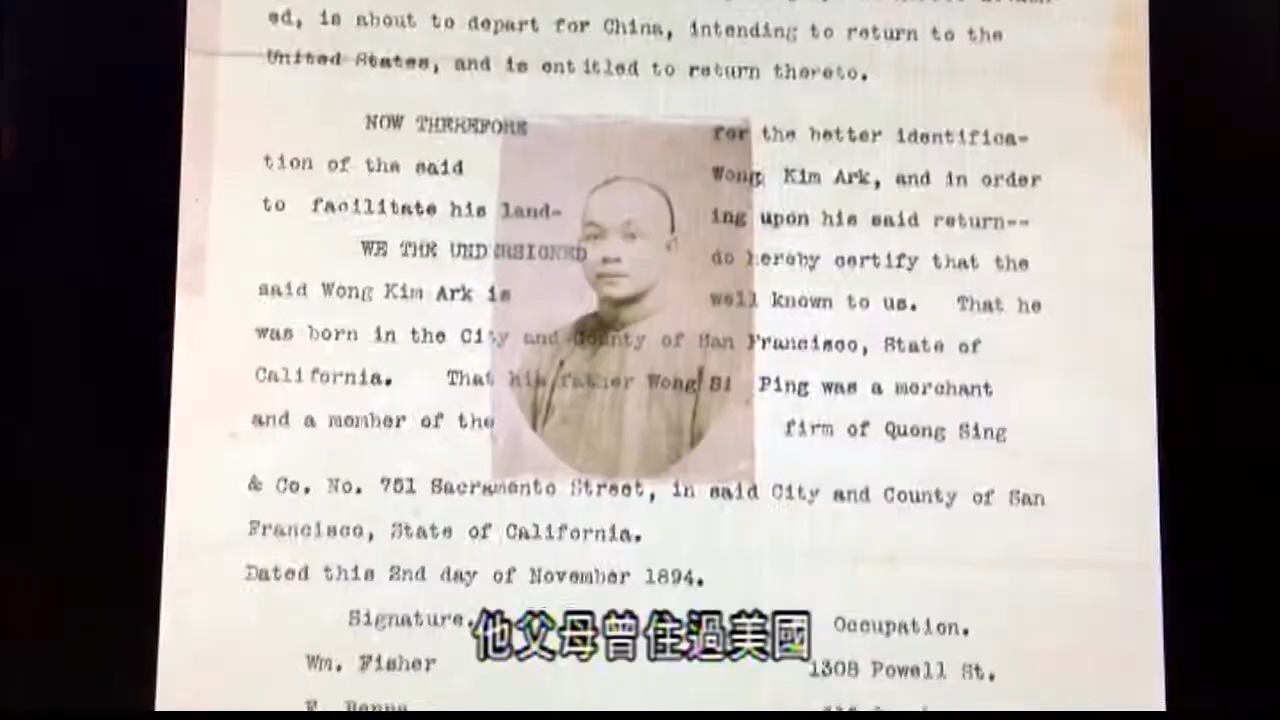 ed, is about to depart for China, intending to return to the
United States, and is entitled to return thereto.
NOW THEREFORE for the better identifica-
tion of the said Wong Kim Ark, and in order
to facilitate his land- ing upon his said return--
WE THE UNDERSIGNED do hereby certify that the
said Wong Kim Ark is well known to us. That he
was born in the City and County of San Francisco, State of
California. That his father Wong Si Ping was a merchant
and a member of the firm of Quong Sing
& Co. No. 751 Sacramento Street, in said City and County of San
Francisco, State of California.
Dated this 2nd day of November 1894.
Signature. Occupation.
他父母曾住過美國
Wm. Fisher 1308 Powell St.